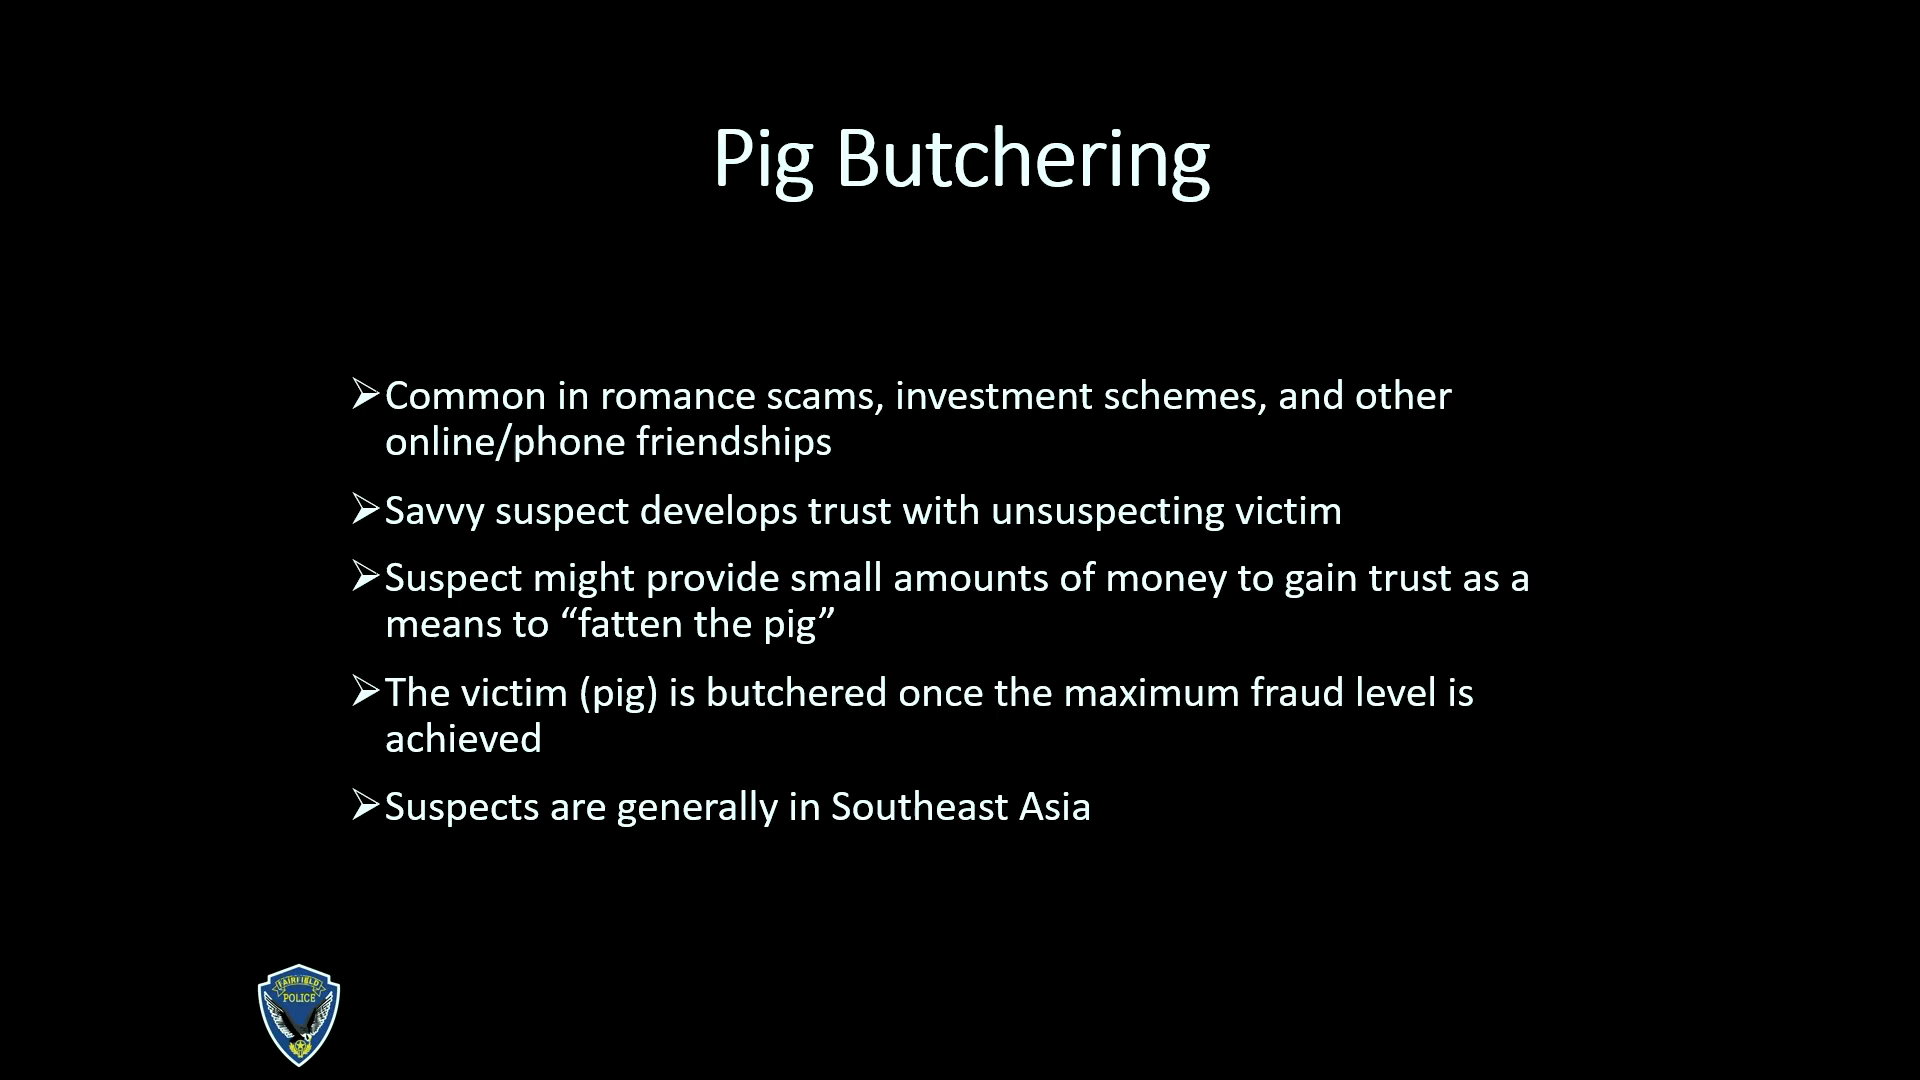 Pig Butchering
➢Common in romance scams, investment schemes, and other
online/phone friendships
➢Savvy suspect develops trust with unsuspecting victim
➢Suspect might provide small amounts of money to gain trust as a
means to “fatten the pig”
➢The victim (pig) is butchered once the maximum fraud level is
achieved
➢Suspects are generally in Southeast Asia
FAIRFIELD
POLICE